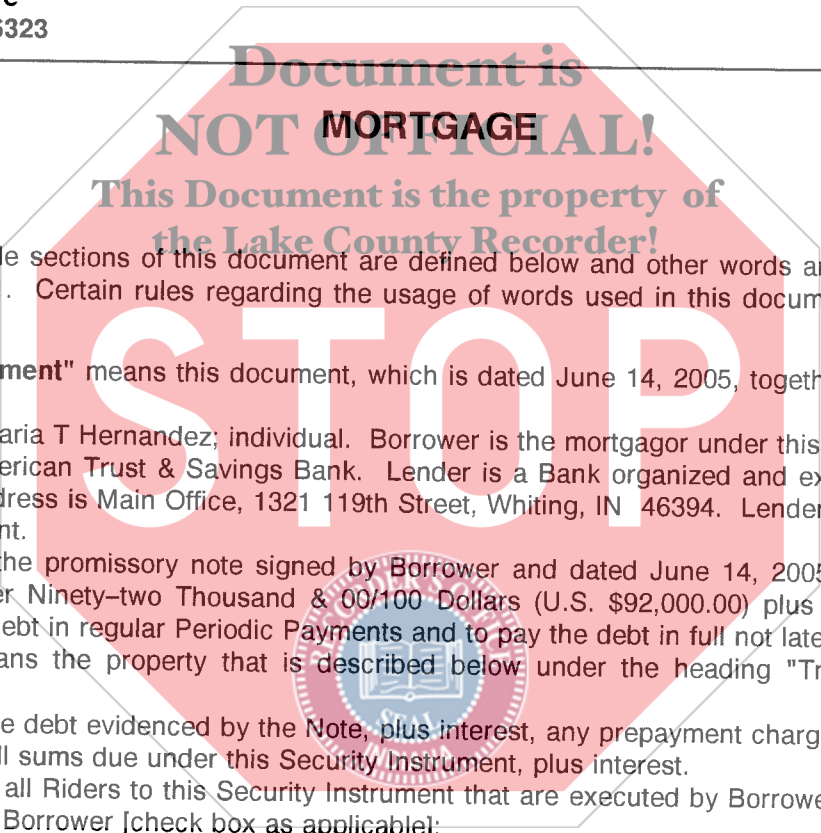 6323
Document is
MORTGAGE
NOT OFFICIAL!
This Document is the property of
the Lake County Recorder!
le sections of this document are defined below and other words a
. Certain rules regarding the usage of words used in this docum
ment" means this document, which is dated June 14, 2005, togeth
aria T Hernandez; individual. Borrower is the mortgagor under this
erican Trust & Savings Bank. Lender is a Bank organized and ex
dress is Main Office, 1321 119th Street, Whiting, IN 46394. Lender
nt.
the promissory note signed by Borrower and dated June 14, 2005
er Ninety-two Thousand & 00/100 Dollars (U.S. $92,000.00) plus
ebt in regular Periodic Payments and to pay the debt in full not late
ans the property that is described below under the heading "Tr
e debt evidenced by the Note, plus interest, any prepayment charg
ll sums due under this Security Instrument, plus interest.
all Riders to this Security Instrument that are executed by Borrowe
Borrower [check box as applicable]:
STOP
SEAL
INDIANA